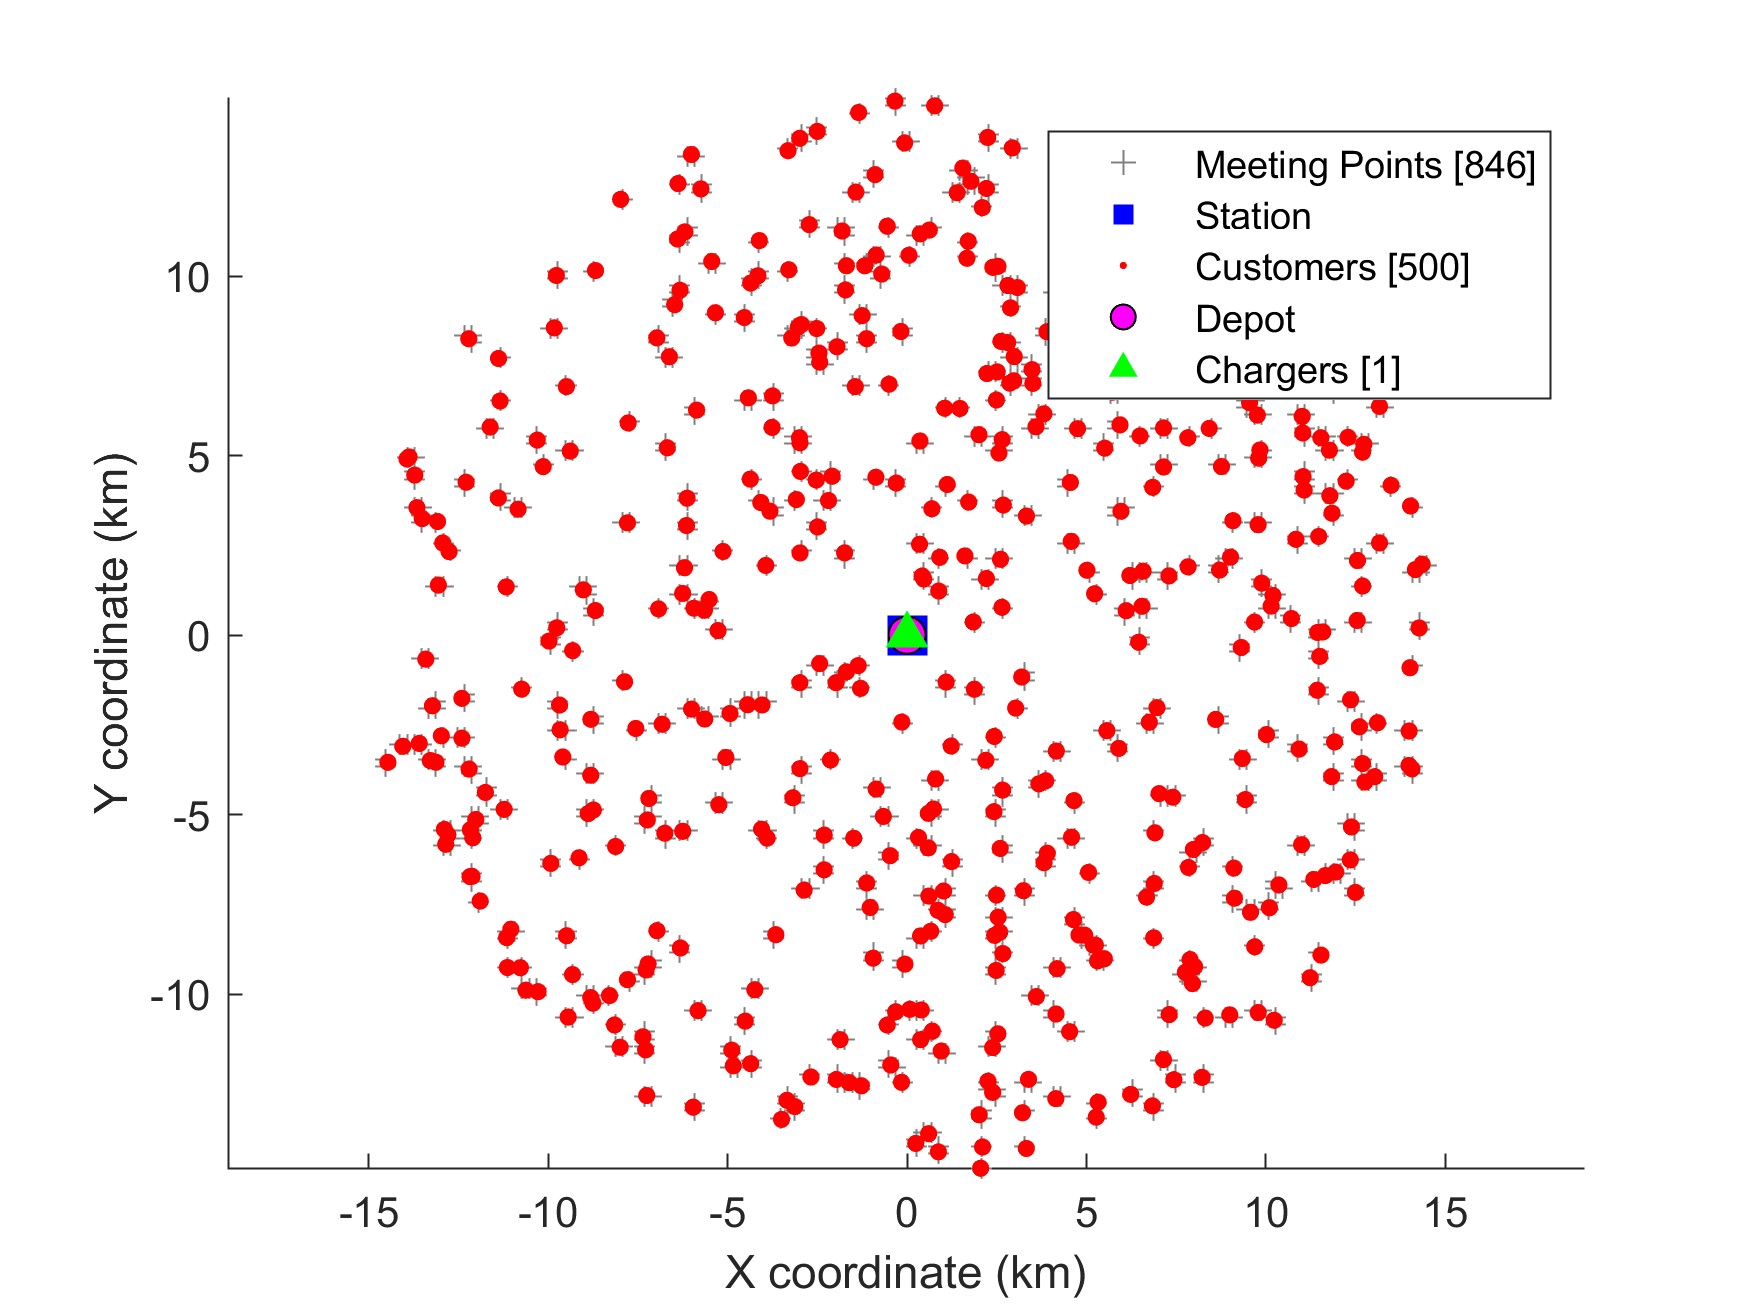 Meeting Points [846]
Station
Customers [500]
Depot
Chargers [1]
10
5
0
-5
-10
Y coordinate (km)
-15
-10
-5
0
5
10
15
X coordinate (km)